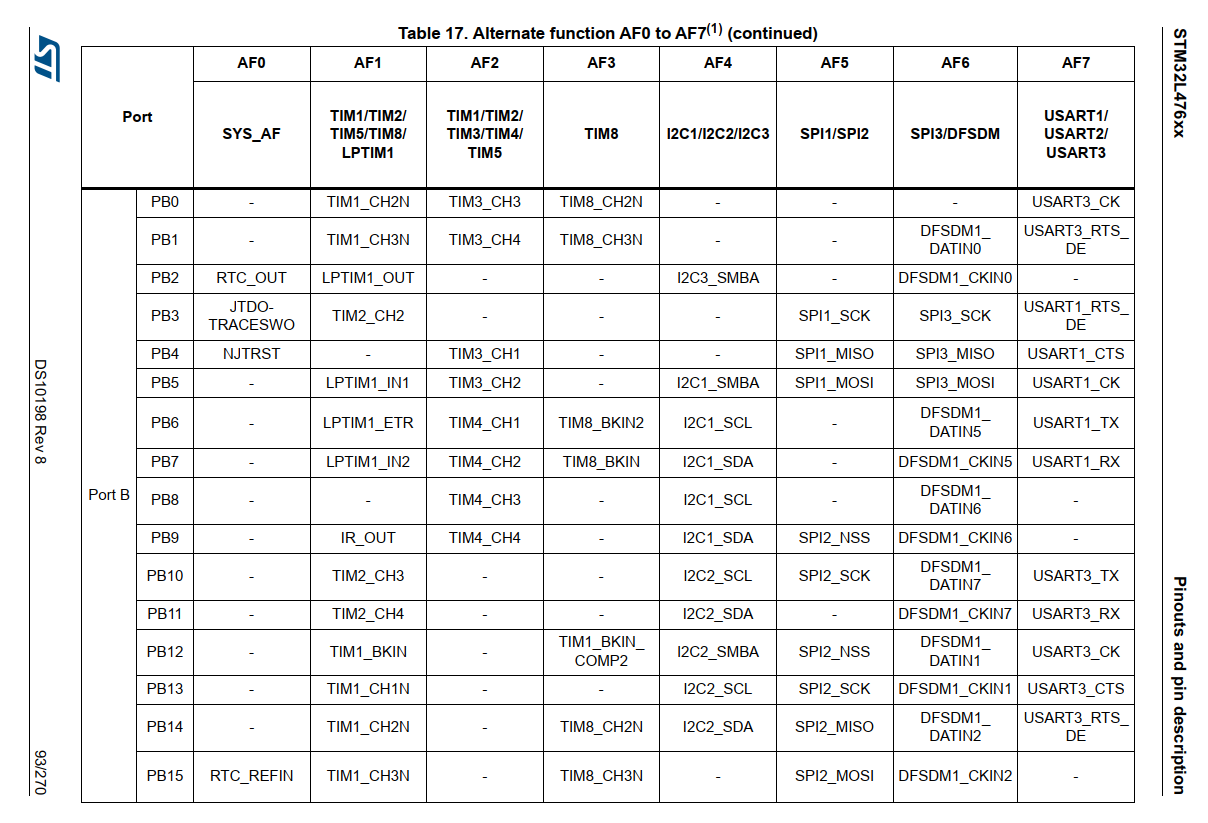 Table 17. Alternate function AF0 to AF7(1) (continued)
Port AF0 AF1 AF2 AF3 AF4 AF5 AF6 AF7
SYS_AF
TIM1/TIM2/
TIM5/TIM8/
LPTIM1
TIM1/TIM2/
TIM3/TIM4/
TIM5
TIM8
I2C1/I2C2/I2C3
SPI1/SPI2
SPI3/DFSDM
USART1/
USART2/
USART3
Port B
PB0 - TIM1_CH2N TIM3_CH3 TIM8_CH2N - - - USART3_CK
PB1 - TIM1_CH3N TIM3_CH4 TIM8_CH3N - - DFSDM1_
DATIN0 USART3_RTS_
DE
PB2 RTC_OUT LPTIM1_OUT - - I2C3_SMBA - DFSDM1_CKIN0 -
PB3 JTDO-
TRACESWO TIM2_CH2 - - - SPI1_SCK SPI3_SCK USART1_RTS_
DE
PB4 NJTRST - TIM3_CH1 - - SPI1_MISO SPI3_MISO USART1_CTS
PB5 - LPTIM1_IN1 TIM3_CH2 - I2C1_SMBA SPI1_MOSI SPI3_MOSI USART1_CK
PB6 - LPTIM1_ETR TIM4_CH1 TIM8_BKIN2 I2C1_SCL - DFSDM1_
DATIN5 USART1_TX
PB7 - LPTIM1_IN2 TIM4_CH2 TIM8_BKIN I2C1_SDA - DFSDM1_CKIN5 USART1_RX
PB8 - - TIM4_CH3 - I2C1_SCL - DFSDM1_
DATIN6 -
PB9 - IR_OUT TIM4_CH4 - I2C1_SDA SPI2_NSS DFSDM1_CKIN6 -
PB10 - TIM2_CH3 - - I2C2_SCL SPI2_SCK DFSDM1_
DATIN7 USART3_TX
PB11 - TIM2_CH4 - - I2C2_SDA - DFSDM1_CKIN7 USART3_RX
PB12 - TIM1_BKIN - TIM1_BKIN_
COMP2 I2C2_SMBA SPI2_NSS DFSDM1_
DATIN1 USART3_CK
PB13 - TIM1_CH1N - - I2C2_SCL SPI2_SCK DFSDM1_CKIN1 USART3_CTS
PB14 - TIM1_CH2N - TIM8_CH2N I2C2_SDA SPI2_MISO DFSDM1_
DATIN2 USART3_RTS_
DE
PB15 RTC_REFIN TIM1_CH3N - TIM8_CH3N - SPI2_MOSI DFSDM1_CKIN2 -
STM32L476xx
Pinouts and pin description
ST
DS10198 Rev 8
93/270